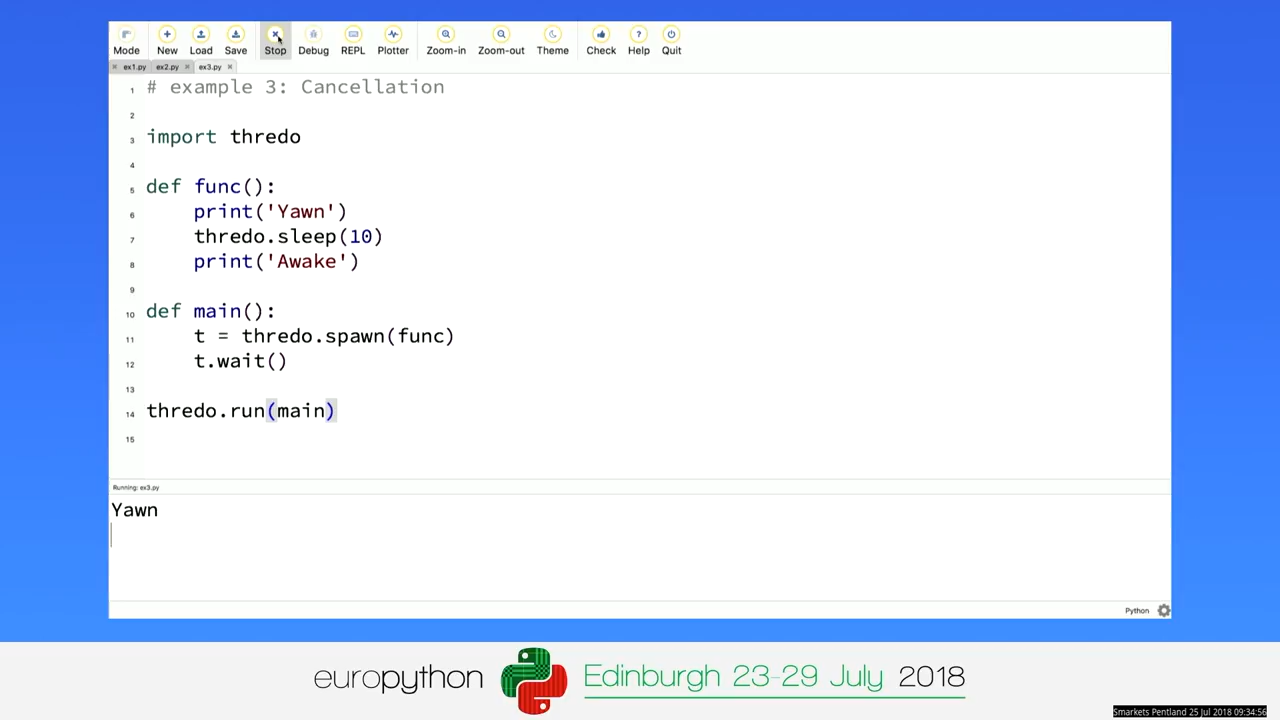 Mode New Load Save Stop Debug REPL Plotter Zoom-in Zoom-out Theme Check Help Quit
ex1.py ex2.py ex3.py
1 # example 3: Cancellation
2
3 import thredo
4
5 def func():
6 print('Yawn')
7 thredo.sleep(10)
8 print('Awake')
9
10 def main():
11 t = thredo.spawn(func)
12 t.wait()
13
14 thredo.run(main)
15
Running: ex3.py
Yawn
Python
europython Edinburgh 23-29 July 2018
Smarkets Pentland 25 Jul 2018 09:34:56